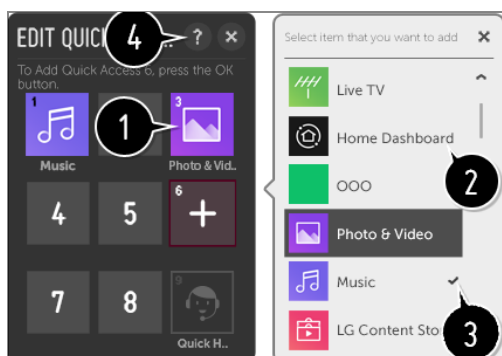 EDIT QUIC
4
..
?
×
To Add Quick Access 6, press the OK
button.
1
3
1
Music
Photo & Vid..
4
5
6
+
7
8
9
Quick H..
Select item that you want to add
×
Live TV
Home Dashboard
2
OOO
Photo & Video
Music
LG Content Sto
3